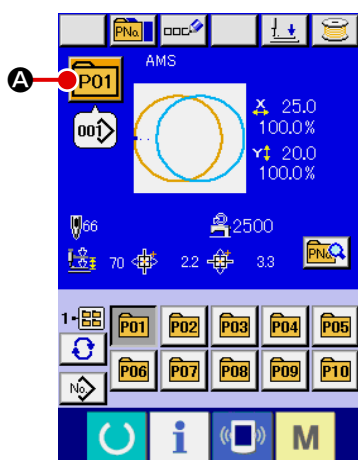 PNo.
A
P01
AMS
001
X 25.0
100.0%
Y 20.0
100.0%
66
2500
70
2.2
3.3
PNo.
1-
P01 P02 P03 P04 P05
No.
P06 P07 P08 P09 P10
i
M